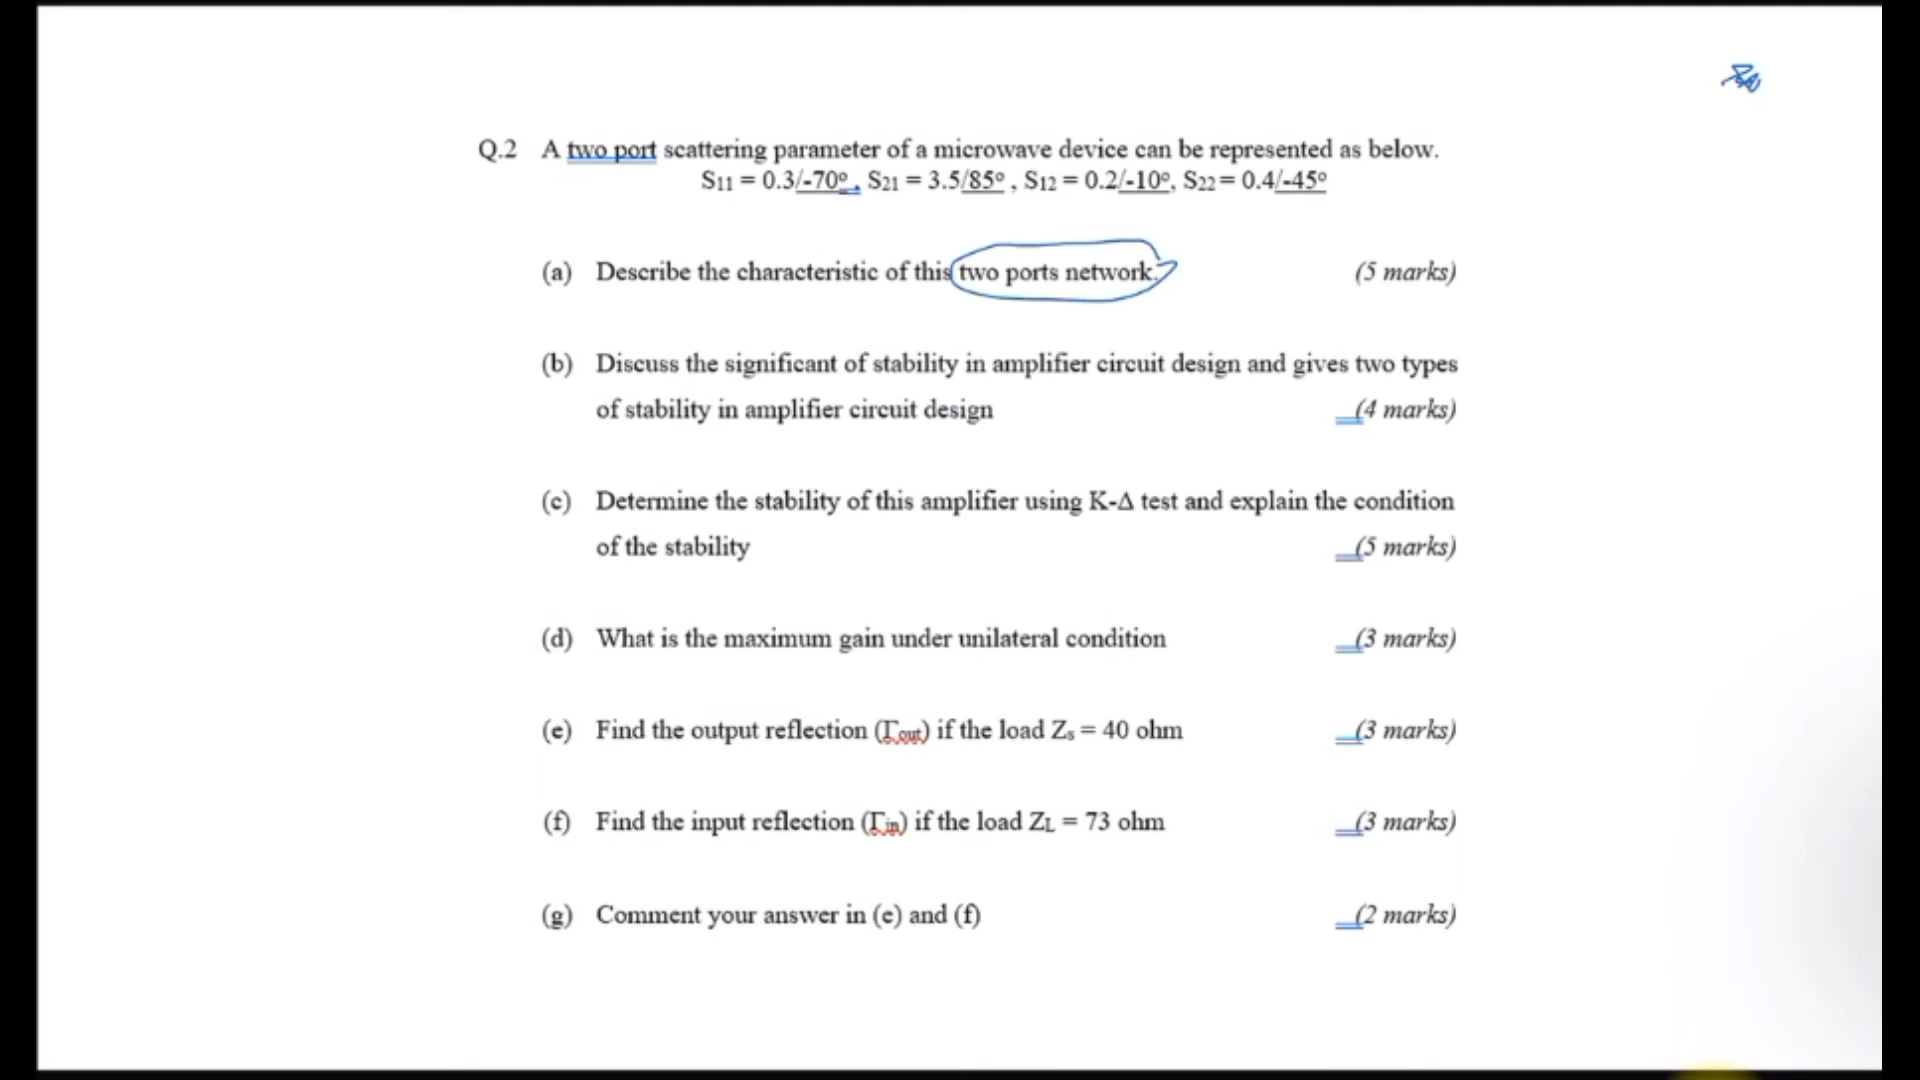 Q.2 A two port scattering parameter of a microwave device can be represented as below.
S11 = 0.3/-70º , S21 = 3.5/85º , S12 = 0.2/-10º, S22 = 0.4/-45º
(a) Describe the characteristic of this two ports network. (5 marks)
(b) Discuss the significant of stability in amplifier circuit design and gives two types
of stability in amplifier circuit design (4 marks)
(c) Determine the stability of this amplifier using K-Δ test and explain the condition
of the stability (5 marks)
(d) What is the maximum gain under unilateral condition (3 marks)
(e) Find the output reflection (Γout) if the load Zs = 40 ohm (3 marks)
(f) Find the input reflection (Γin) if the load ZL = 73 ohm (3 marks)
(g) Comment your answer in (e) and (f) (2 marks)